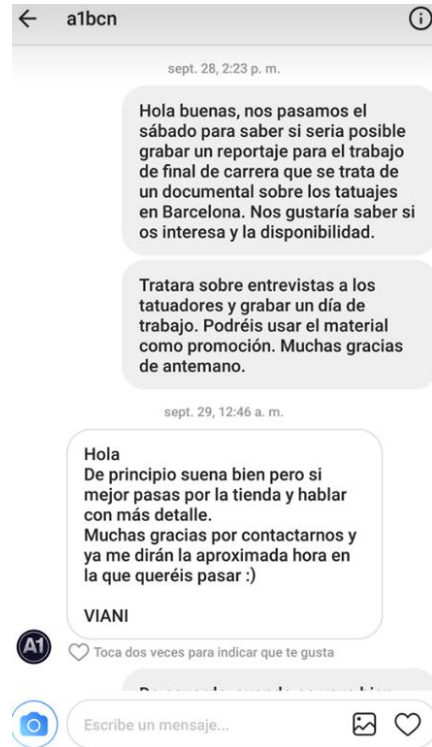 a1bcn
sept. 28, 2:23 p. m.
Hola buenas, nos pasamos el
sábado para saber si seria posible
grabar un reportaje para el trabajo
de final de carrera que se trata de
un documental sobre los tatuajes
en Barcelona. Nos gustaría saber si
os interesa y la disponibilidad.
Tratara sobre entrevistas a los
tatuadores y grabar un día de
trabajo. Podréis usar el material
como promoción. Muchas gracias
de antemano.
sept. 29, 12:46 a. m.
Hola
De principio suena bien pero si
mejor pasas por la tienda y hablar
con más detalle.
Muchas gracias por contactarnos y
ya me dirán la aproximada hora en
la que queréis pasar :)
VIANI
A1
Toca dos veces para indicar que te gusta
Escribe un mensaje...